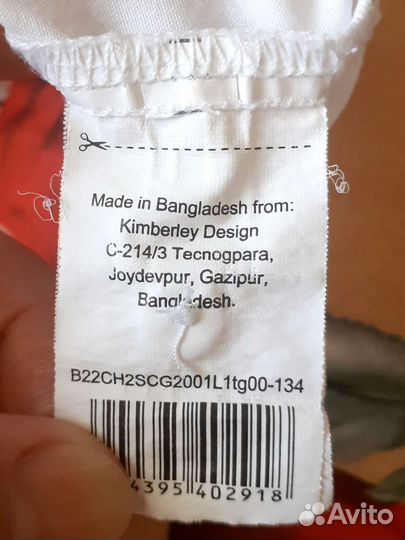 Made in Bangladesh from:
Kimberley Design
C-214/3 Tecnogpara,
Joydevpur, Gazipur,
Bangladesh.
B22CH2SCG2001L1tg00-134
4395 402918
Avito